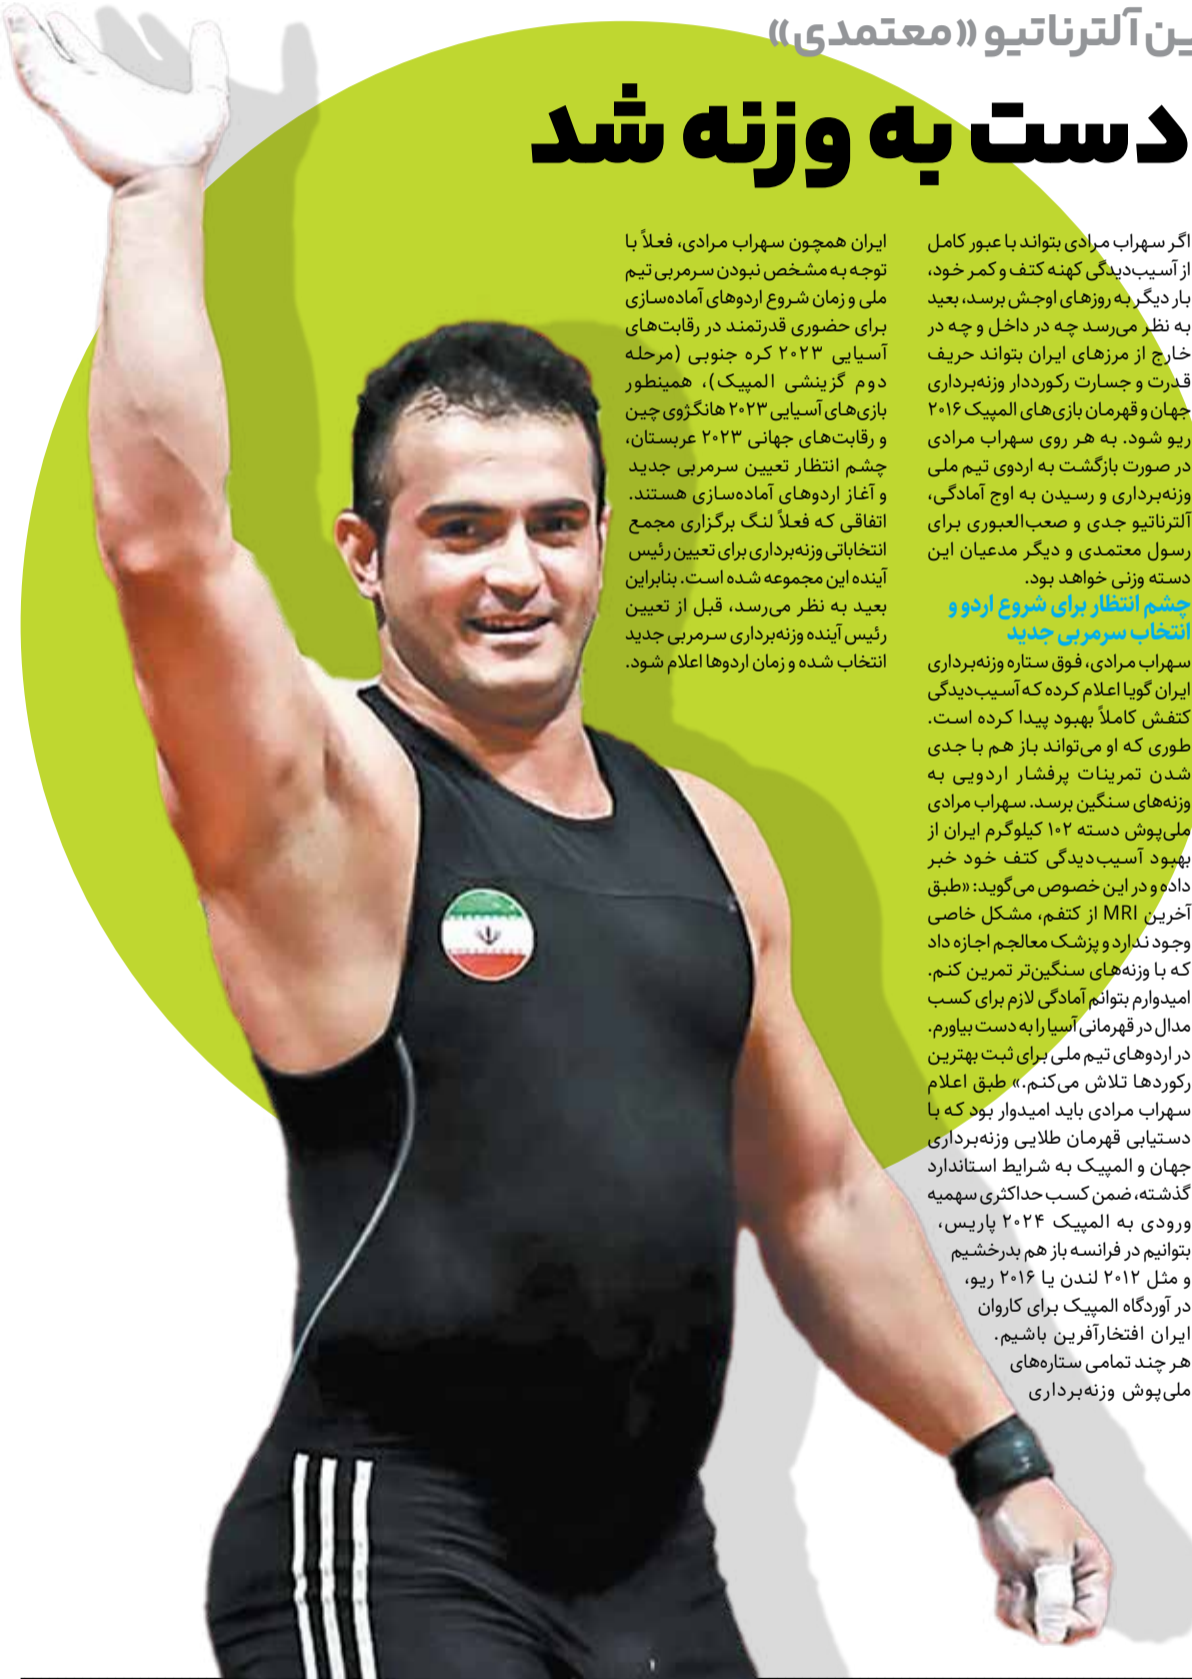 ین آلترناتیو «معتمدی»
دست به وزنه شد
اگر سهراب مرادی بتواند با عبور کامل
از آسیب‌دیدگی کهنه کتف و کمر خود،
بار دیگر به روزهای اوجش برسد، بعید
به نظر می‌رسد چه در داخل و چه در
خارج از مرزهای ایران بتواند حریف
قدرت و جسارت رکورددار وزنه‌برداری
جهان و قهرمان بازی‌های المپیک ۲۰۱۶
ریو شود. به هر روی سهراب مرادی
در صورت بازگشت به اردوی تیم ملی
وزنه‌برداری و رسیدن به اوج آمادگی،
آلترناتیو جدی و صعب‌العبوری برای
رسول معتمدی و دیگر مدعیان این
دسته وزنی خواهد بود.
چشم انتظار برای شروع اردو و
انتخاب سرمربی جدید
سهراب مرادی، فوق ستاره وزنه‌برداری
ایران گویا اعلام کرده که آسیب‌دیدگی
کتفش کاملاً بهبود پیدا کرده است.
طوری که او می‌تواند باز هم با جدی
شدن تمرینات پرفشار اردویی به
وزنه‌های سنگین برسد. سهراب مرادی
ملی‌پوش دسته ۱۰۲ کیلوگرم ایران از
بهبود آسیب‌دیدگی کتف خود خبر
داده و در این خصوص می‌گوید: «طبق
آخرین MRI از کتفم، مشکل خاصی
وجود ندارد و پزشک معالجم اجازه داد
که با وزنه‌های سنگین‌تر تمرین کنم.
امیدوارم بتوانم آمادگی لازم برای کسب
مدال در قهرمانی آسیا را به دست بیاورم.
در اردوهای تیم ملی برای ثبت بهترین
رکوردها تلاش می‌کنم.» طبق اعلام
سهراب مرادی باید امیدوار بود که با
دستیابی قهرمان طلایی وزنه‌برداری
جهان و المپیک به شرایط استاندارد
گذشته، ضمن کسب حداکثری سهمیه
ورودی به المپیک ۲۰۲۴ پاریس،
بتوانیم در فرانسه باز هم بدرخشیم
و مثل ۲۰۱۲ لندن یا ۲۰۱۶ ریو،
در آوردگاه المپیک برای کاروان
ایران افتخارآفرین باشیم.
هر چند تمامی ستاره‌های
ملی‌پوش وزنه‌برداری
ایران همچون سهراب مرادی، فعلاً با
توجه به مشخص نبودن سرمربی تیم
ملی و زمان شروع اردوهای آماده‌سازی
برای حضوری قدرتمند در رقابت‌های
آسیایی ۲۰۲۳ کره جنوبی (مرحله
دوم گزینشی المپیک)، همینطور
بازی‌های آسیایی ۲۰۲۳ هانگژوی چین
و رقابت‌های جهانی ۲۰۲۳ عربستان،
چشم انتظار تعیین سرمربی جدید
و آغاز اردوهای آماده‌سازی هستند.
اتفاقی که فعلاً لنگ برگزاری مجمع
انتخاباتی وزنه‌برداری برای تعیین رئیس
آینده این مجموعه شده است. بنابراین
بعید به نظر می‌رسد، قبل از تعیین
رئیس آینده وزنه‌برداری سرمربی جدید
انتخاب شده و زمان اردوها اعلام شود.